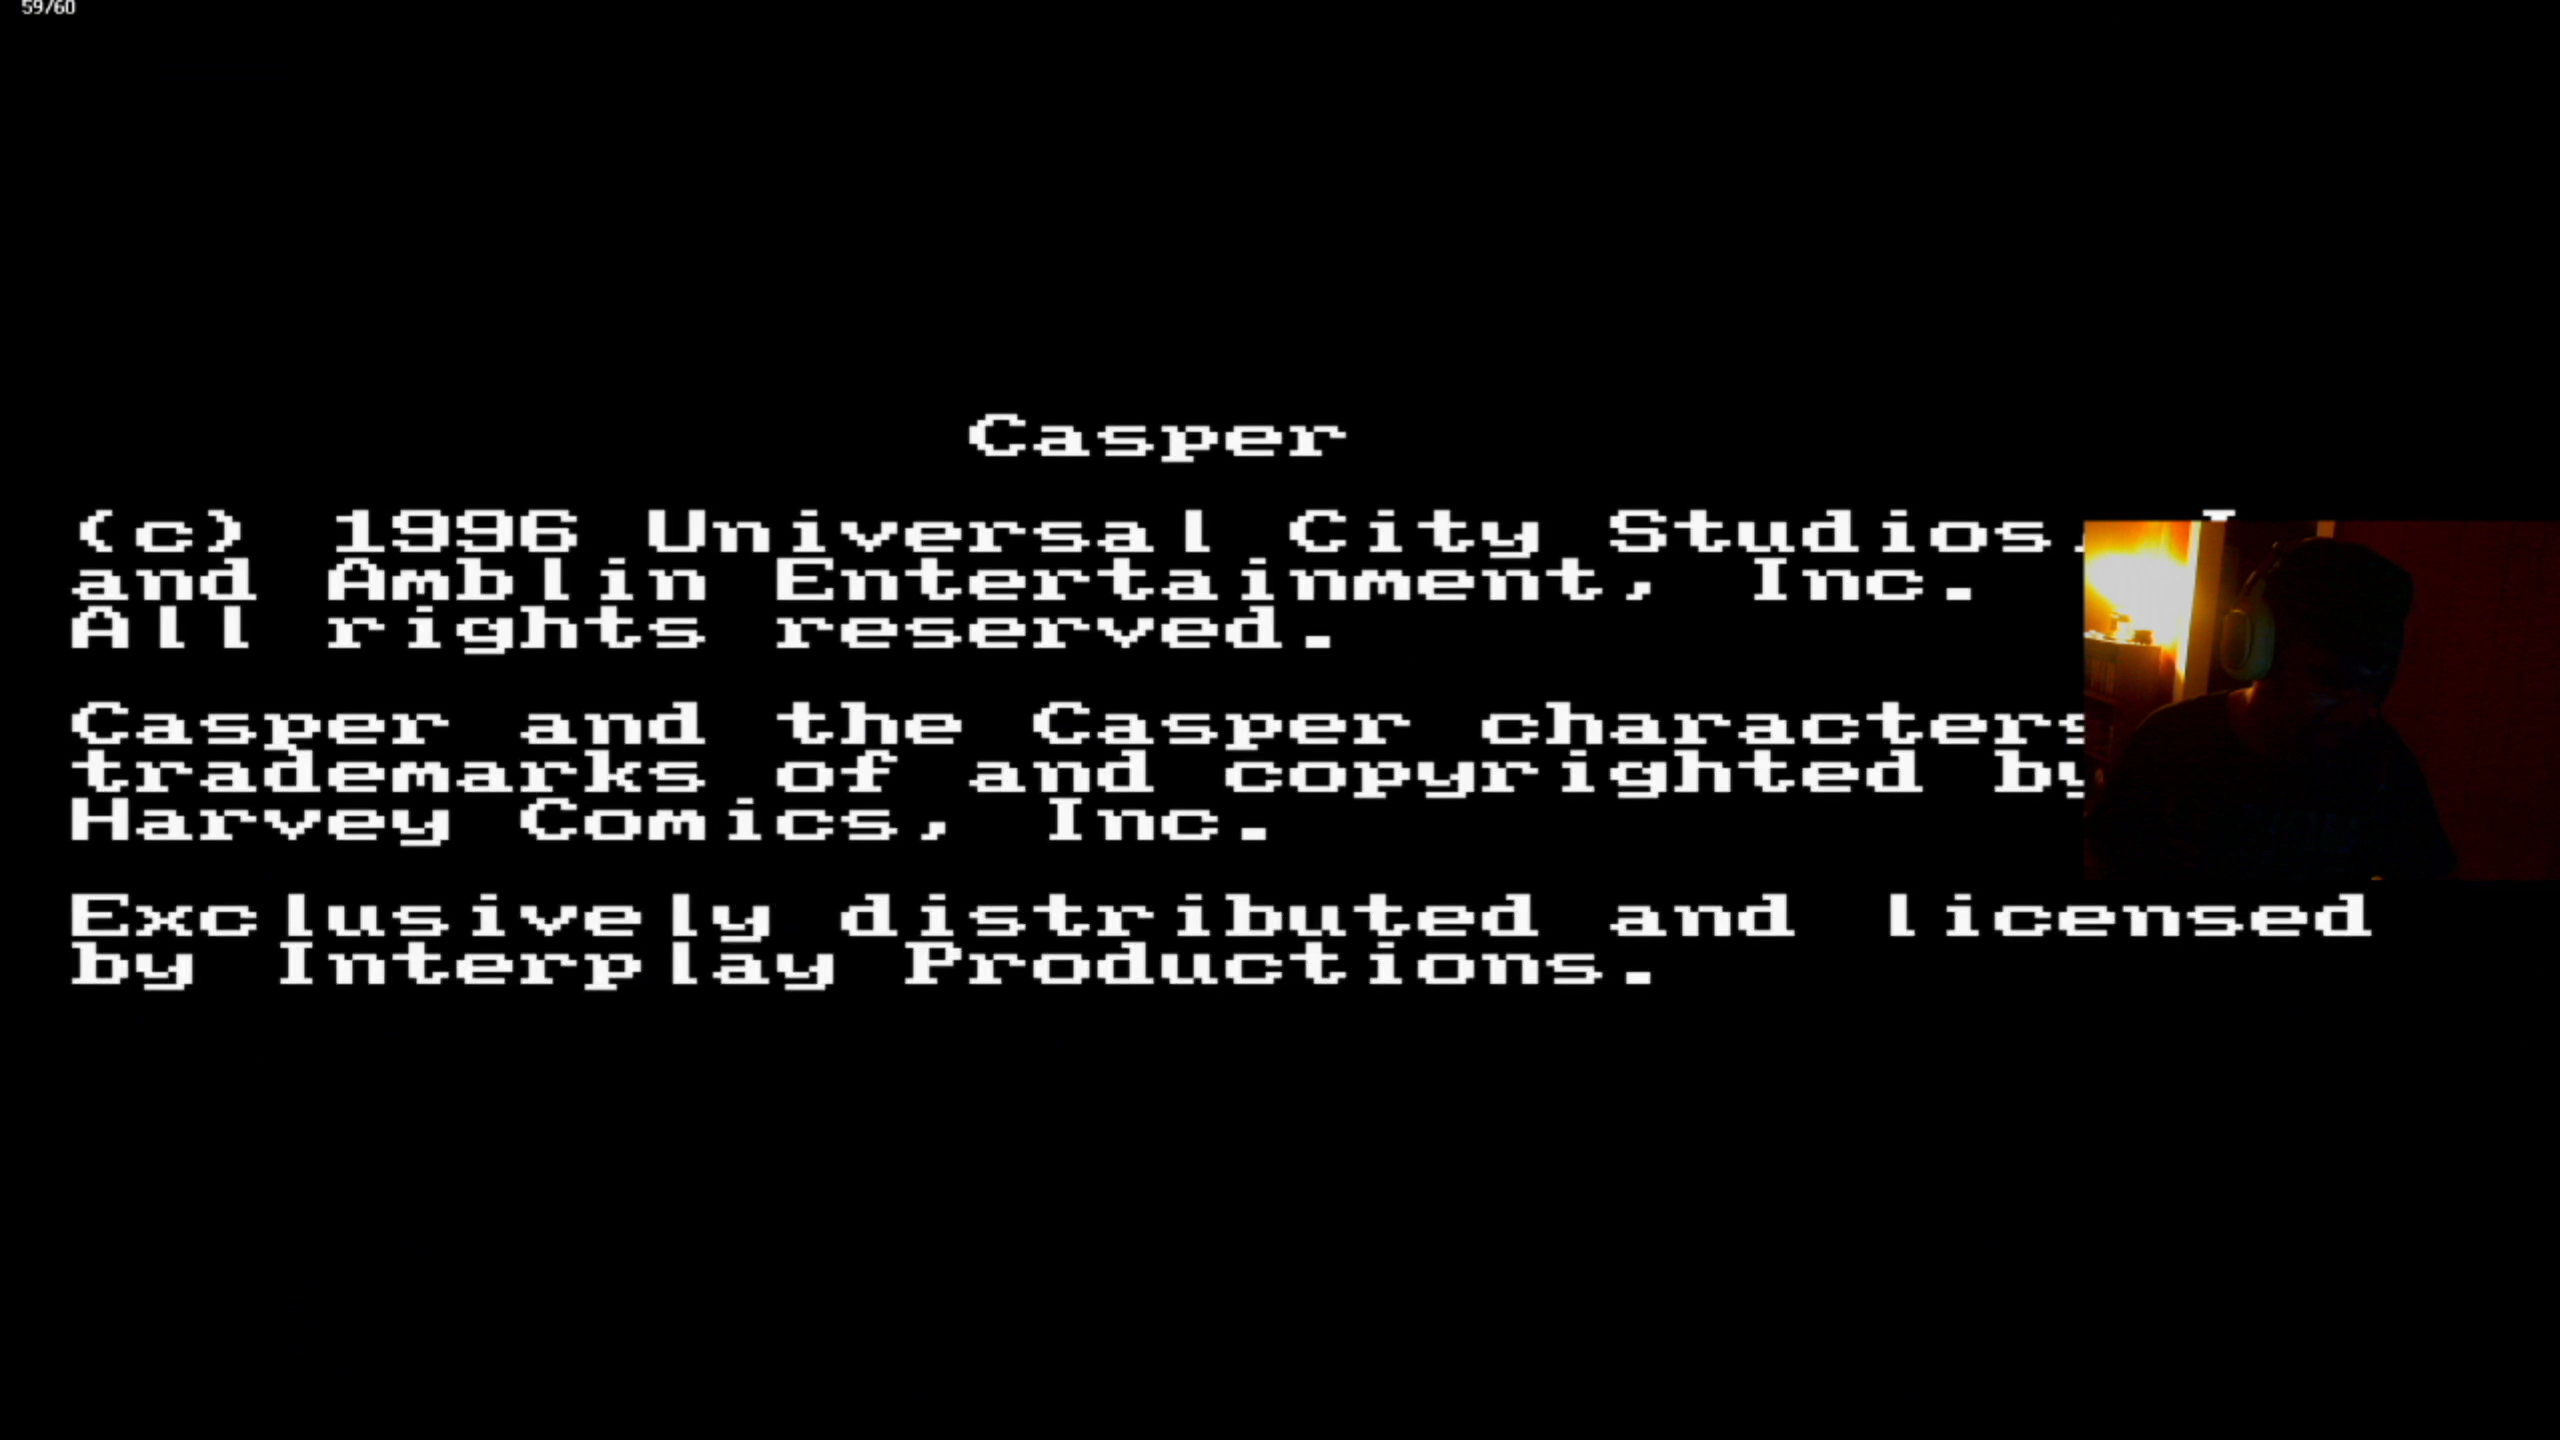 59/60
Casper
(c) 1996 Universal City Studios,
and Amblin Entertainment, Inc.
All rights reserved.
Casper and the Casper characters
trademarks of and copyrighted by
Harvey Comics, Inc.
Exclusively distributed and licensed
by Interplay Productions.